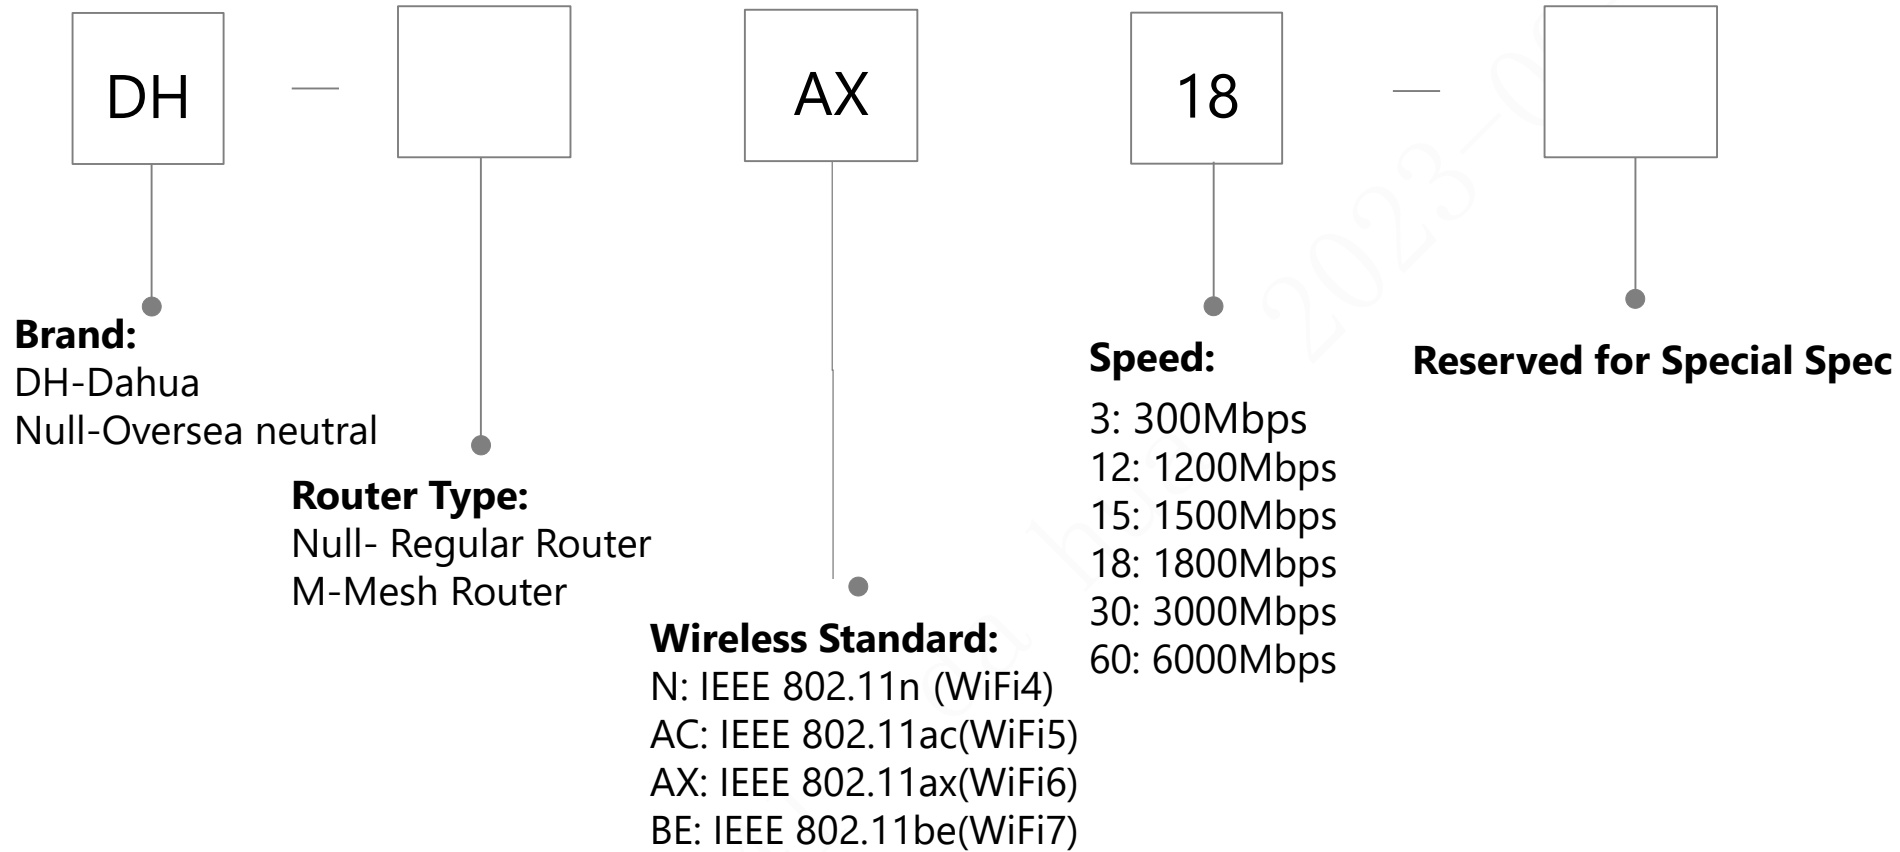 DH — AX 18 —
Brand:
DH-Dahua
Null-Oversea neutral
Router Type:
Null- Regular Router
M-Mesh Router
Wireless Standard:
N: IEEE 802.11n (WiFi4)
AC: IEEE 802.11ac(WiFi5)
AX: IEEE 802.11ax(WiFi6)
BE: IEEE 802.11be(WiFi7)
Speed:
3: 300Mbps
12: 1200Mbps
15: 1500Mbps
18: 1800Mbps
30: 3000Mbps
60: 6000Mbps
Reserved for Special Spec